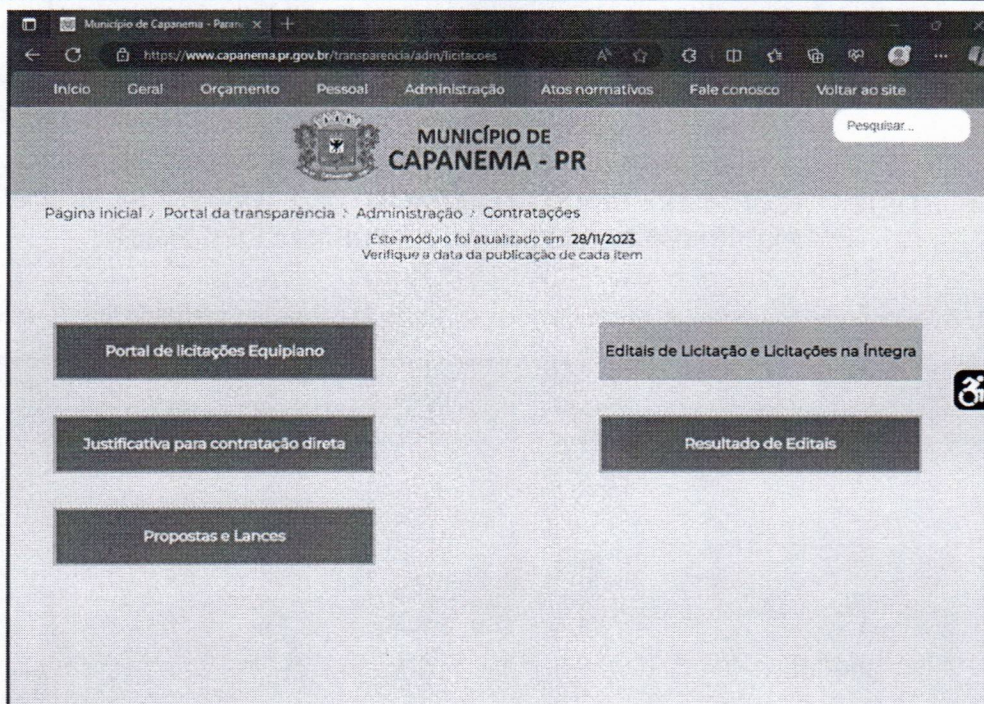 Município de Capanema - Paran
https://www.capanema.pr.gov.br/transparencia/adm/licitacoes
Início Geral Orçamento Pessoal Administração Atos normativos Fale conosco Voltar ao site
Pesquisar...
MUNICÍPIO DE
CAPANEMA - PR
Página inicial / Portal da transparência / Administração / Contratações
Este módulo foi atualizado em 28/11/2023
Verifique a data da publicação de cada item
Portal de licitações Equiplano
Editais de Licitação e Licitações na Íntegra
Justificativa para contratação direta
Resultado de Editais
Propostas e Lances